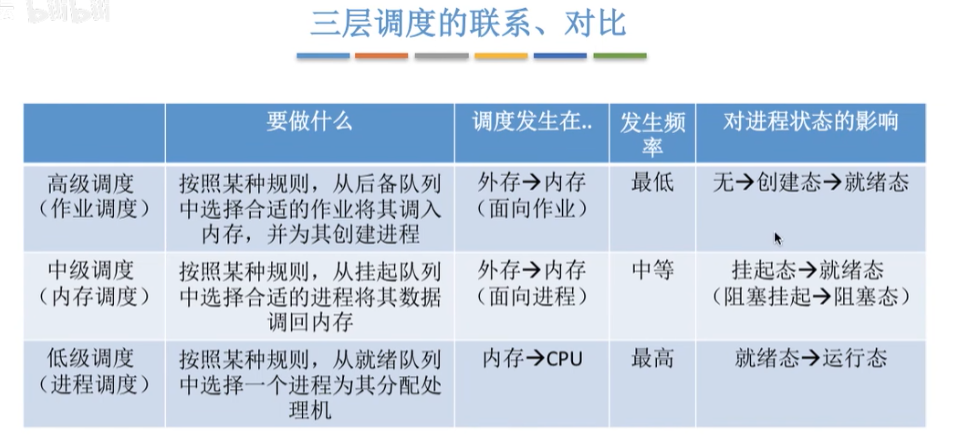 bilibili
三层调度的联系、对比
要做什么
调度发生在..
发生频
率
对进程状态的影响
高级调度
（作业调度）
按照某种规则，从后备队列
中选择合适的作业将其调入
内存，并为其创建进程
外存→内存
（面向作业）
最低
无→创建态→就绪态
中级调度
（内存调度）
按照某种规则，从挂起队列
中选择合适的进程将其数据
调回内存
外存→内存
（面向进程）
中等
挂起态→就绪态
（阻塞挂起→阻塞态）
低级调度
（进程调度）
按照某种规则，从就绪队列
中选择一个进程为其分配处
理机
内存→CPU
最高
就绪态→运行态